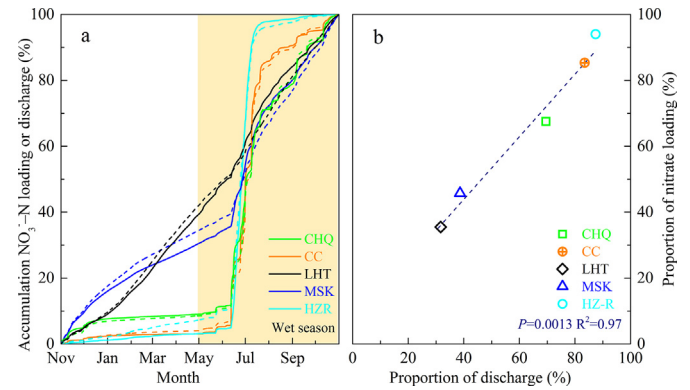 a
Accumulation NO₃⁻–N loading or discharge (%)
100
80
60
40
20
0
CHQ
CC
LHT
MSK
HZR
Wet season
Nov Jan Mar May Jul Sep
Month
b
CHQ
CC
LHT
MSK
HZ-R
P=0.0013 R²=0.97
0 20 40 60 80 100
Proportion of discharge (%)
100
80
60
40
20
0
Proportion of nitrate loading (%)